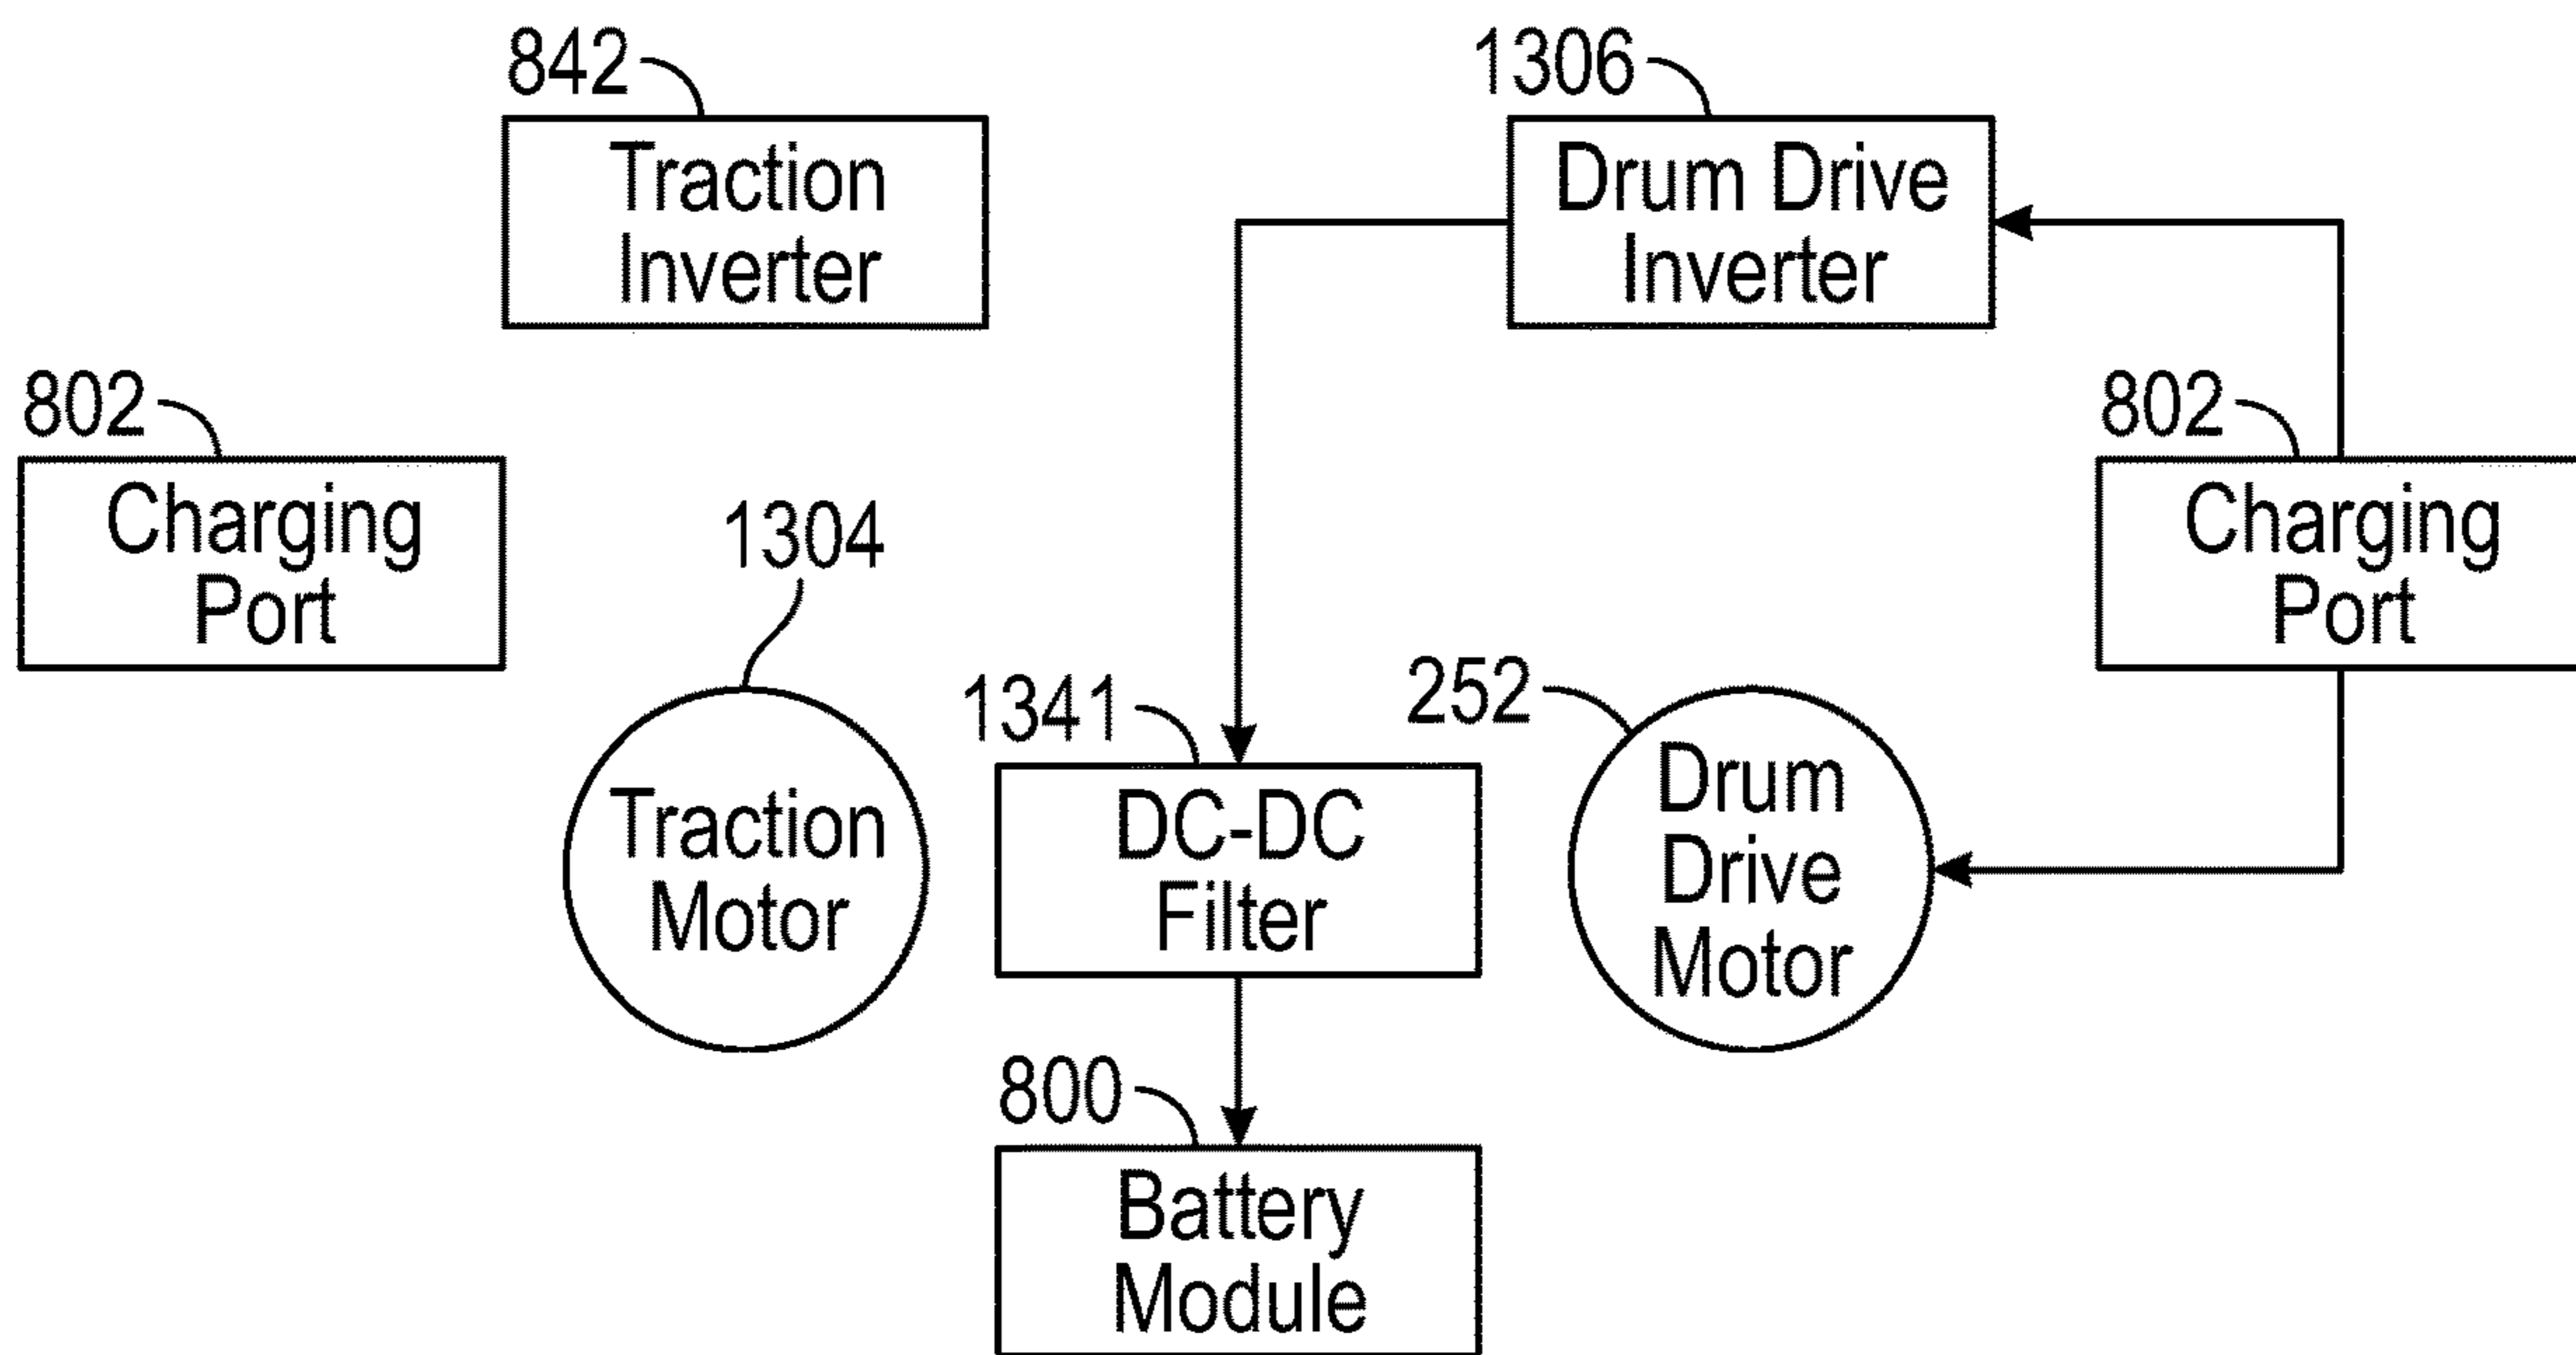 842
Traction
Inverter
1306
Drum Drive
Inverter
802
Charging
Port
802
Charging
Port
1304
Traction
Motor
1341
DC-DC
Filter
252
Drum
Drive
Motor
800
Battery
Module